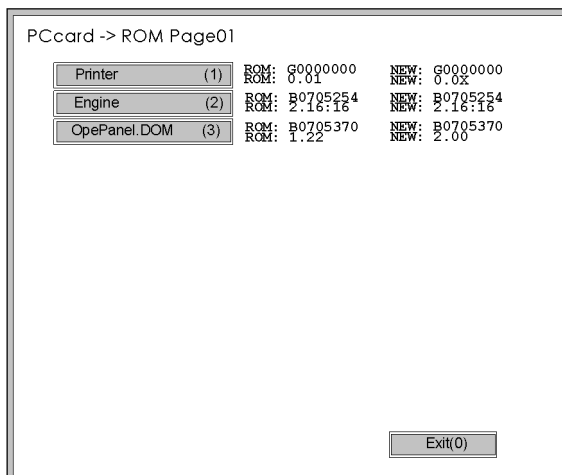 PCcard -> ROM Page01
Printer (1) ROM: G0000000 NEW: G0000000
ROM: 0.01 NEW: 0.0X
Engine (2) ROM: B0705254 NEW: B0705254
ROM: 2.16:16 NEW: 2.16:16
OpePanel.DOM (3) ROM: B0705370 NEW: B0705370
ROM: 1.22 NEW: 2.00
Exit(0)